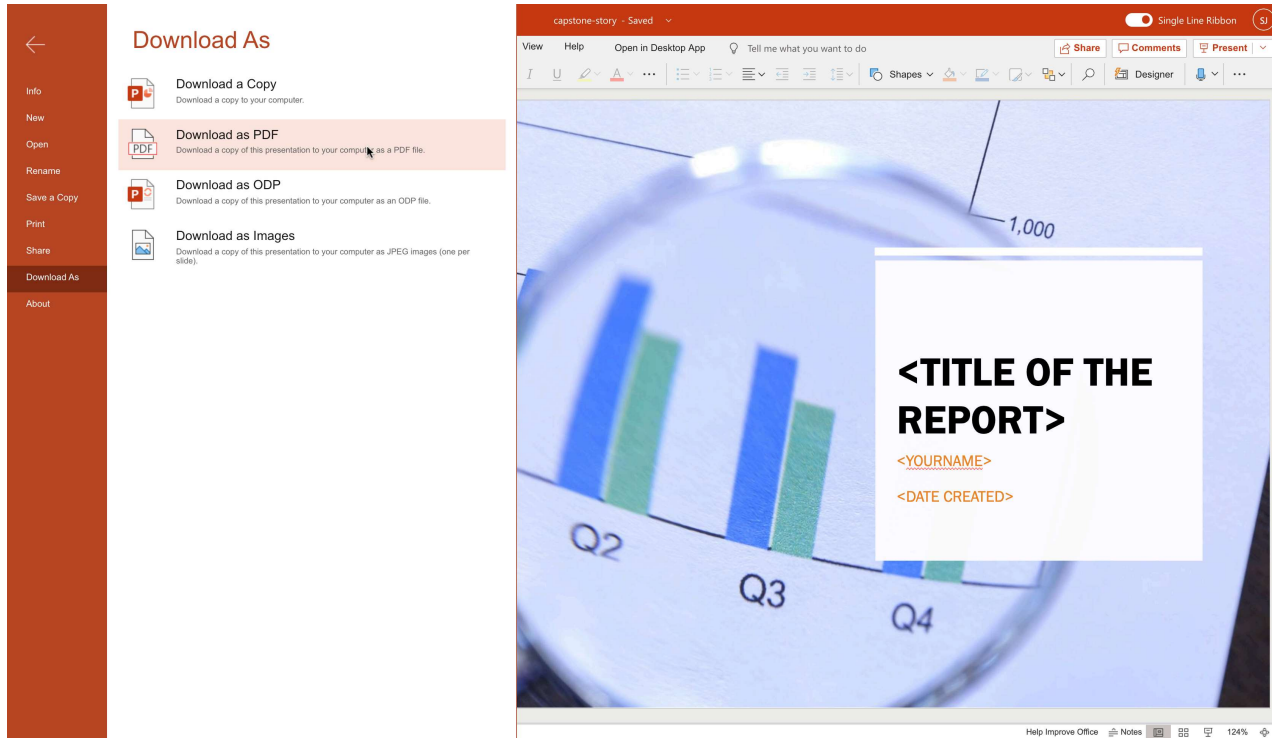 Download As
Info
New
Open
Rename
Save a Copy
Print
Share
Download As
About
Download a Copy
Download a copy to your computer.
PDF
Download as PDF
Download a copy of this presentation to your computer as a PDF file.
Download as ODP
Download a copy of this presentation to your computer as an ODP file.
Download as Images
Download a copy of this presentation to your computer as JPEG images (one per
slide).
capstone-story - Saved
Single Line Ribbon
SJ
View Help Open in Desktop App Tell me what you want to do
Share Comments Present
I U A Shapes Designer
1,000
<TITLE OF THE
REPORT>
<YOURNAME>
<DATE CREATED>
Q2
Q3
Q4
Help Improve Office Notes 124%